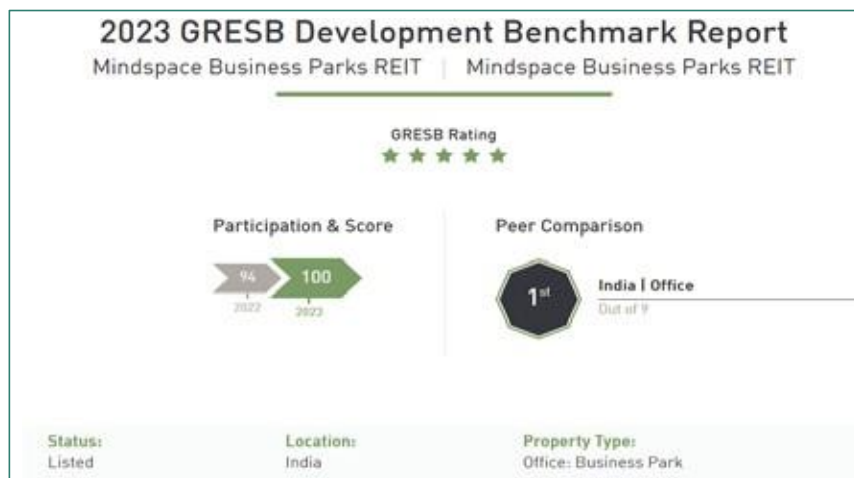 2023 GRESB Development Benchmark Report
Mindspace Business Parks REIT | Mindspace Business Parks REIT
GRESB Rating
Participation & Score
94
100
2022
2023
Peer Comparison
1st
India | Office
Out of 9
Status:
Listed
Location:
India
Property Type:
Office: Business Park